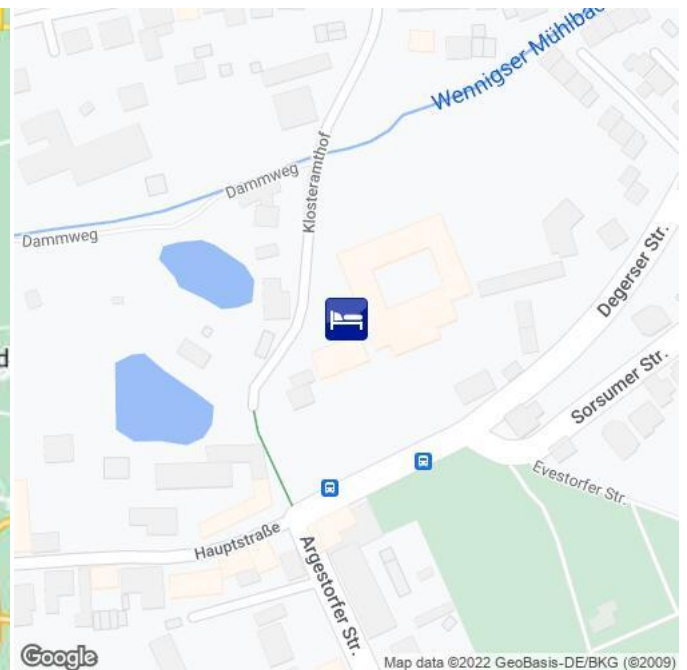 Wennigser Mühlba
Klosteramthof
Dammweg
Dammweg
Degerser Str.
d
Sorsumer Str.
Evestorfer Str.
Hauptstraße
Argestorfer Str.
Google
Map data ©2022 GeoBasis-DE/BKG (©2009)